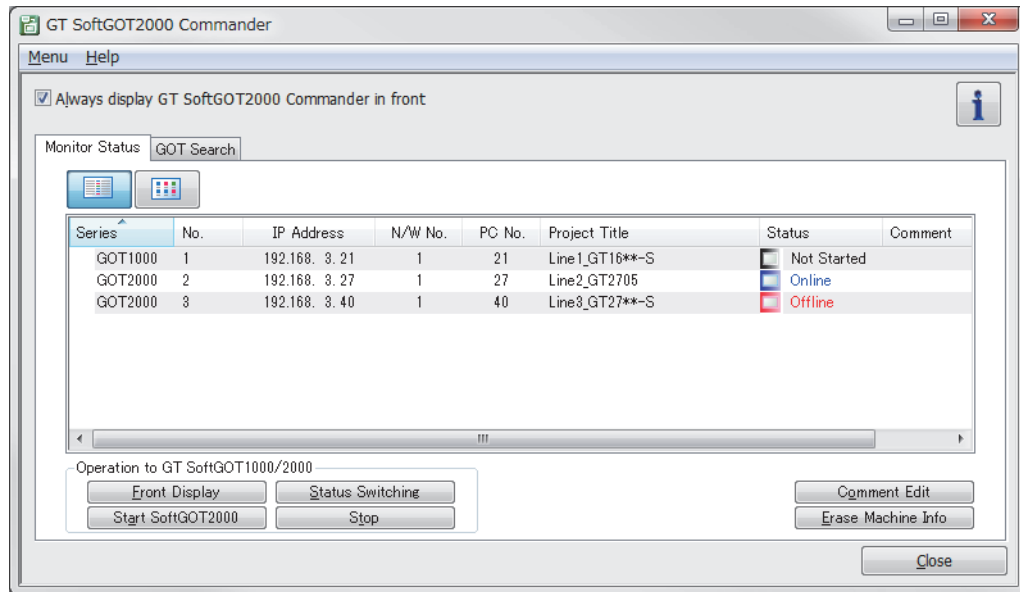 GT SoftGOT2000 Commander
Menu Help
Always display GT SoftGOT2000 Commander in front
Monitor Status GOT Search
Series No. IP Address N/W No. PC No. Project Title Status Comment
GOT1000 1 192.168. 3. 21 1 21 Line1_GT16**-S Not Started
GOT2000 2 192.168. 3. 27 1 27 Line2_GT2705 Online
GOT2000 3 192.168. 3. 40 1 40 Line3_GT27**-S Offline
Operation to GT SoftGOT1000/2000
Front Display Status Switching Comment Edit
Start SoftGOT2000 Stop Erase Machine Info
Close